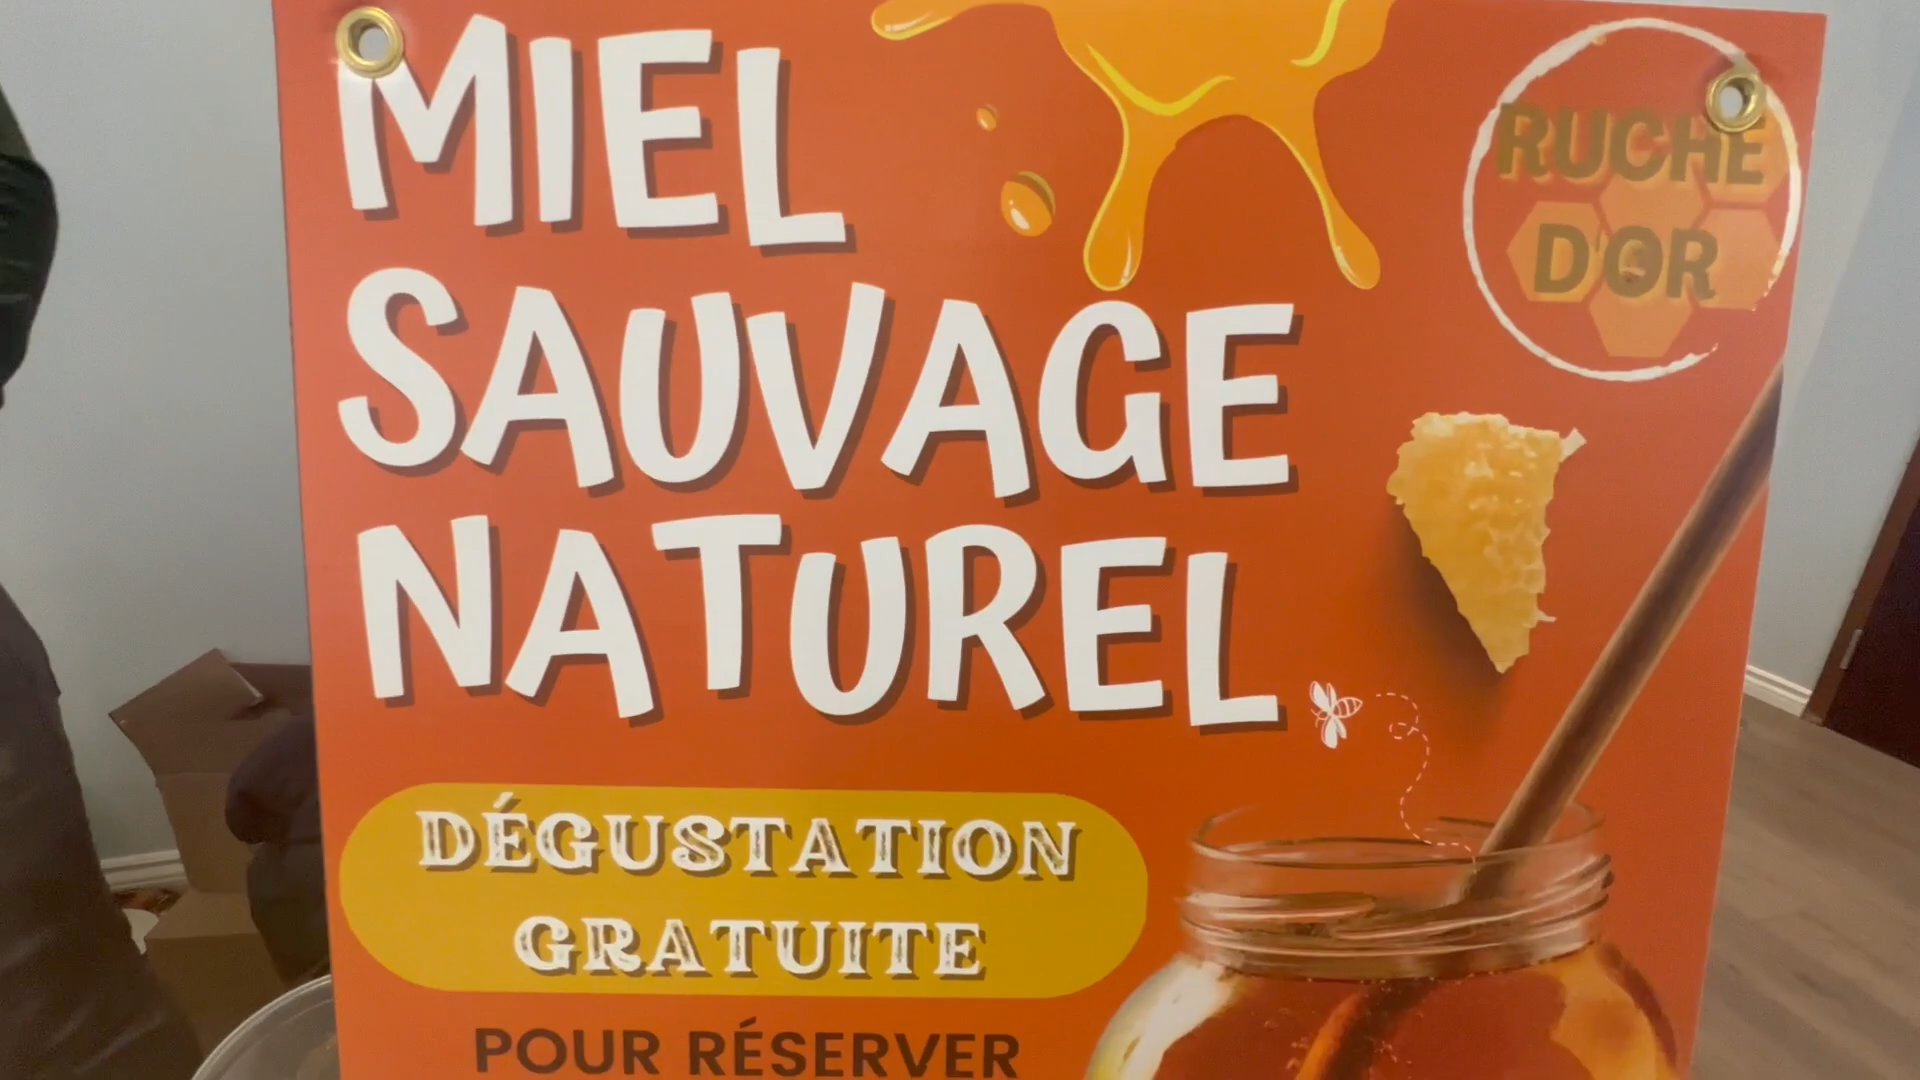 MIEL
SAUVAGE
NATUREL
RUCHE
D'OR
DÉGUSTATION
GRATUITE
POUR RÉSERVER